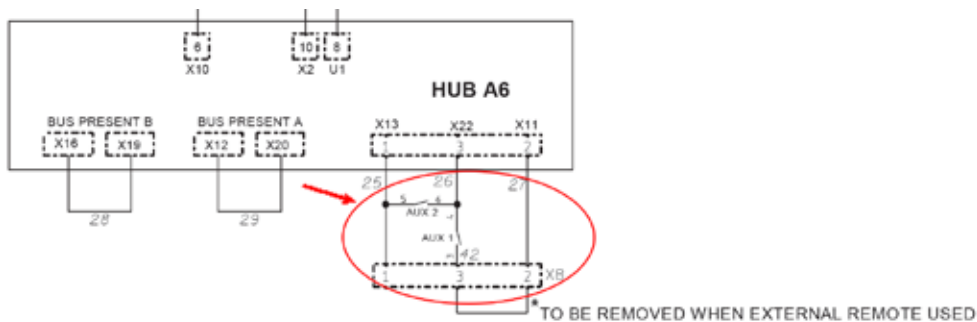 6 10 8
X10 X2 U1
HUB A6
BUS PRESENT B BUS PRESENT A X13 X22 X11
X16 X19 X12 X20 1 3 2
25 26 27
28 29
5 6
AUX 2
AUX 1
42
1 3 2 X8
*TO BE REMOVED WHEN EXTERNAL REMOTE USED